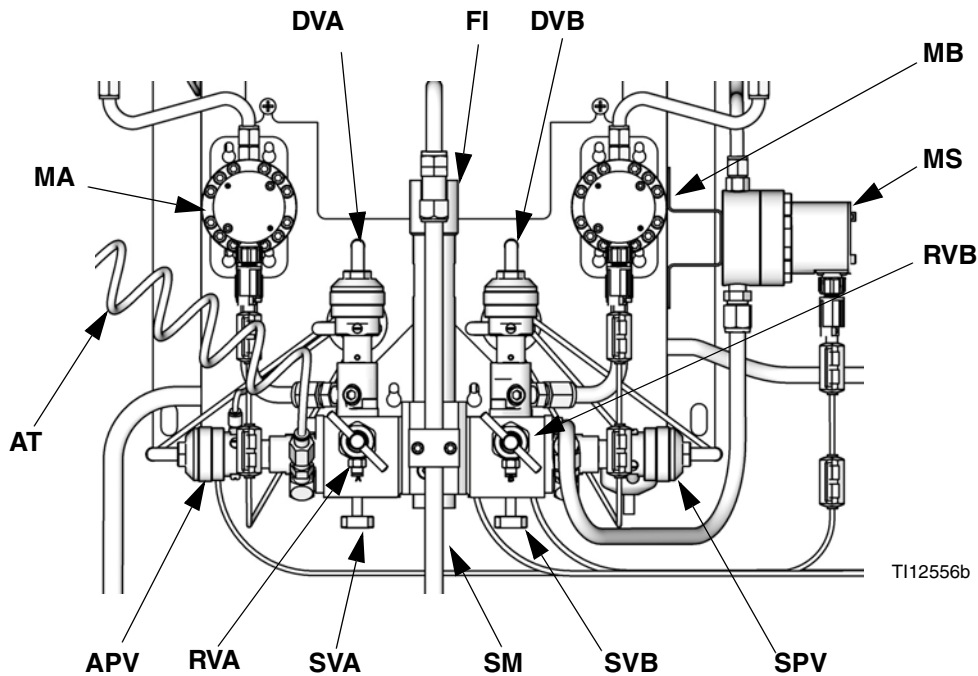 DVA
FI
DVB
MB
MA
MS
RVB
AT
TI12556b
APV
RVA
SVA
SM
SVB
SPV